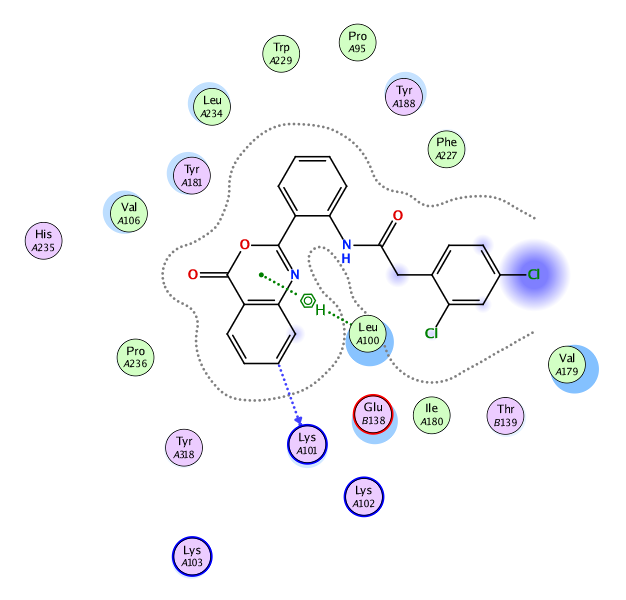 Pro
A95
Trp
A229
Tyr
A188
Leu
A234
Phe
A227
Tyr
A181
Val
A106
O
His
A235
O
N
H
O
N
Cl
H
Cl
Leu
A100
Pro
A236
Val
A179
Glu
B138
Ile
A180
Thr
B139
Tyr
A318
Lys
A101
Lys
A102
Lys
A103